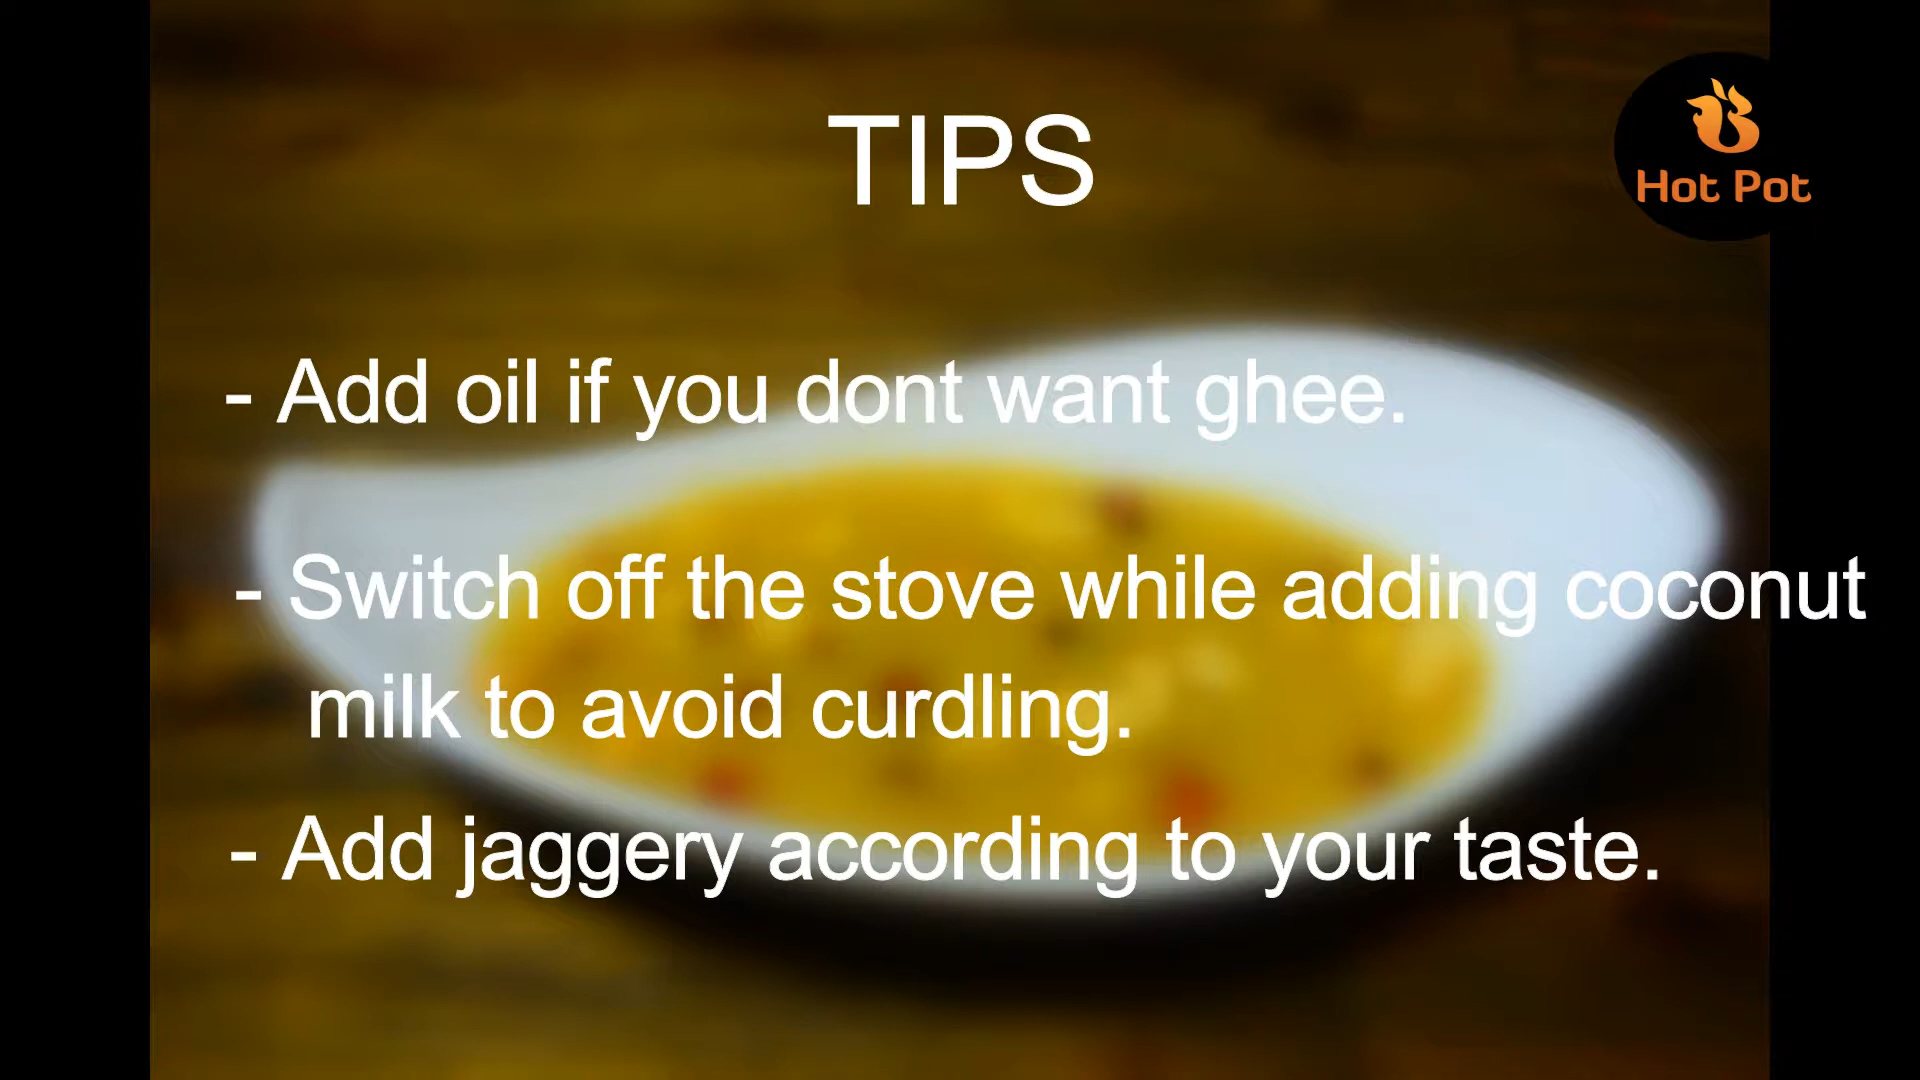 TIPS
Hot Pot
- Add oil if you dont want ghee.
- Switch off the stove while adding coconut
milk to avoid curdling.
- Add jaggery according to your taste.